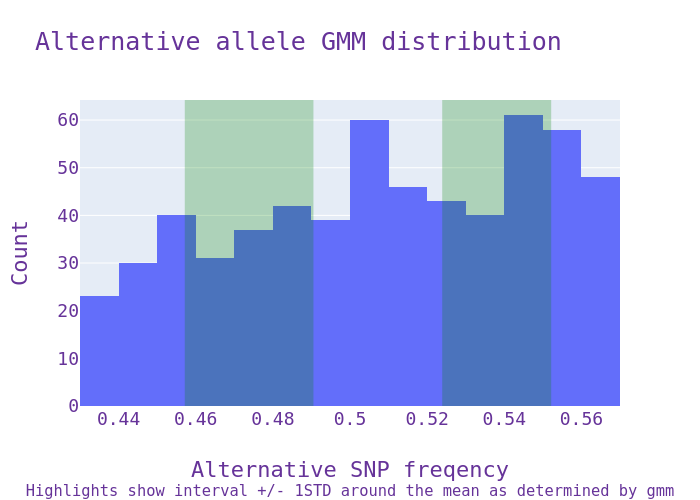 Alternative allele GMM distribution
60
50
40
30
20
10
0
Count
0.44 0.46 0.48 0.5 0.52 0.54 0.56
Alternative SNP freqency
Highlights show interval +/- 1STD around the mean as determined by gmm